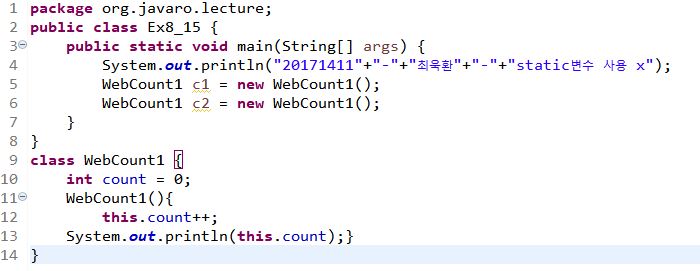 1 package org.javaro.lecture;
2 public class Ex8_15 {
3     public static void main(String[] args) {
4         System.out.println("20171411"+"-"+"최욱환"+"-"+"static변수 사용 x");
5         WebCount1 c1 = new WebCount1();
6         WebCount1 c2 = new WebCount1();
7     }
8 }
9 class WebCount1 {
10     int count = 0;
11     WebCount1(){
12         this.count++;
13     System.out.println(this.count);}
14 }